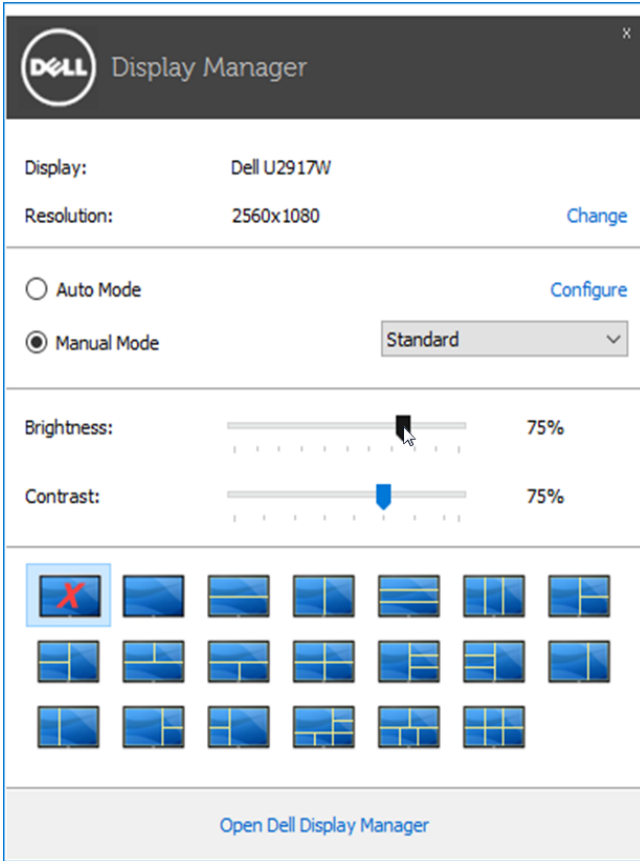 DELL Display Manager X
Display: Dell U2917W
Resolution: 2560x1080 Change
Auto Mode Configure
Manual Mode Standard
Brightness: 75%
Contrast: 75%
X
Open Dell Display Manager